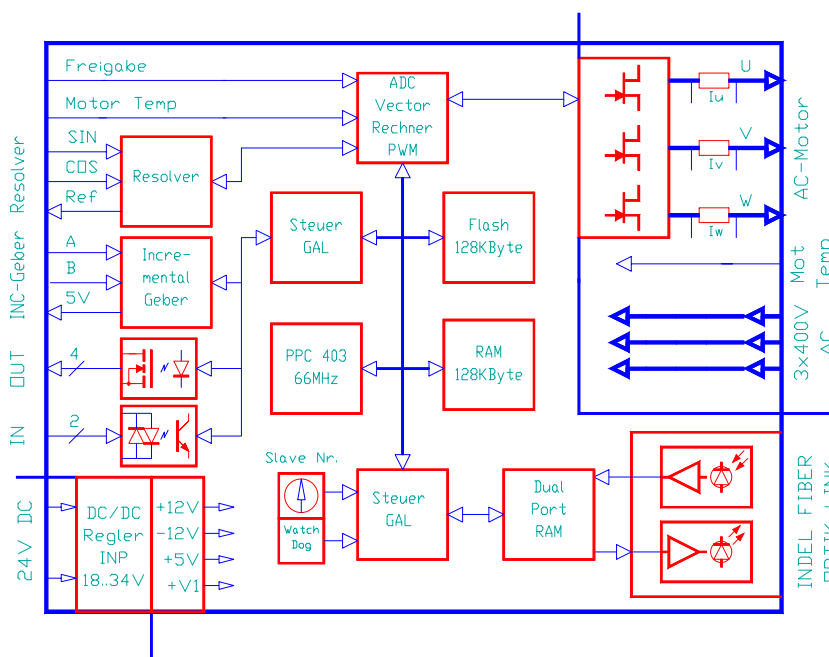 Freigabe
Motor Temp
SIN
COS
Ref
Resolver
A
B
5V
Incre-
mental
Geber
4
2
INC-Geber Resolver
OUT
IN
24V DC
ADC
Vector
Rechner
PWM
Steuer
GAL
Flash
128KByte
PPC 403
66MHz
RAM
128KByte
U
Iu
V
Iv
W
Iw
AC-Motor
Mot
Temp
3x400V
AC
Slave Nr.
Watch
Dog
Steuer
GAL
Dual
Port
RAM
DC/DC
Regler
INP
18..34V
+12V
-12V
+5V
+V1
INDEL FIBER
OPTIK LINK